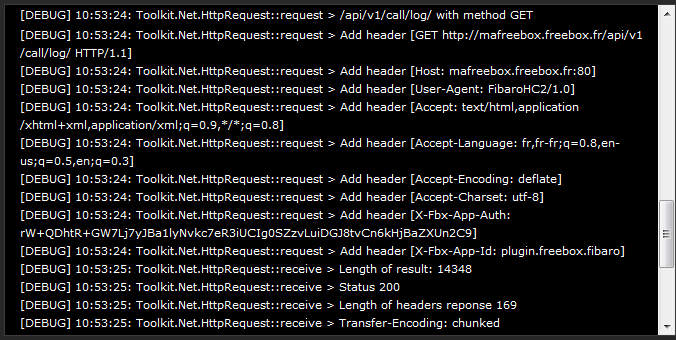 [DEBUG] 10:53:24: Toolkit.Net.HttpRequest::request > /api/v1/call/log/ with method GET
[DEBUG] 10:53:24: Toolkit.Net.HttpRequest::request > Add header [GET http://mafreebox.freebox.fr/api/v1
/call/log/ HTTP/1.1]
[DEBUG] 10:53:24: Toolkit.Net.HttpRequest::request > Add header [Host: mafreebox.freebox.fr:80]
[DEBUG] 10:53:24: Toolkit.Net.HttpRequest::request > Add header [User-Agent: FibaroHC2/1.0]
[DEBUG] 10:53:24: Toolkit.Net.HttpRequest::request > Add header [Accept: text/html,application
/xhtml+xml,application/xml;q=0.9,*/*;q=0.8]
[DEBUG] 10:53:24: Toolkit.Net.HttpRequest::request > Add header [Accept-Language: fr,fr-fr;q=0.8,en-
us;q=0.5,en;q=0.3]
[DEBUG] 10:53:24: Toolkit.Net.HttpRequest::request > Add header [Accept-Encoding: deflate]
[DEBUG] 10:53:24: Toolkit.Net.HttpRequest::request > Add header [Accept-Charset: utf-8]
[DEBUG] 10:53:24: Toolkit.Net.HttpRequest::request > Add header [X-Fbx-App-Auth:
rW+QDhtR+GW7Lj7yJBa1lyNvkc7eR3iUCIg0SZzvLuiDGJ8tvCn6kHjBaZXUn2C9]
[DEBUG] 10:53:24: Toolkit.Net.HttpRequest::request > Add header [X-Fbx-App-Id: plugin.freebox.fibaro]
[DEBUG] 10:53:25: Toolkit.Net.HttpRequest::receive > Length of result: 14348
[DEBUG] 10:53:25: Toolkit.Net.HttpRequest::receive > Status 200
[DEBUG] 10:53:25: Toolkit.Net.HttpRequest::receive > Length of headers reponse 169
[DEBUG] 10:53:25: Toolkit.Net.HttpRequest::receive > Transfer-Encoding: chunked